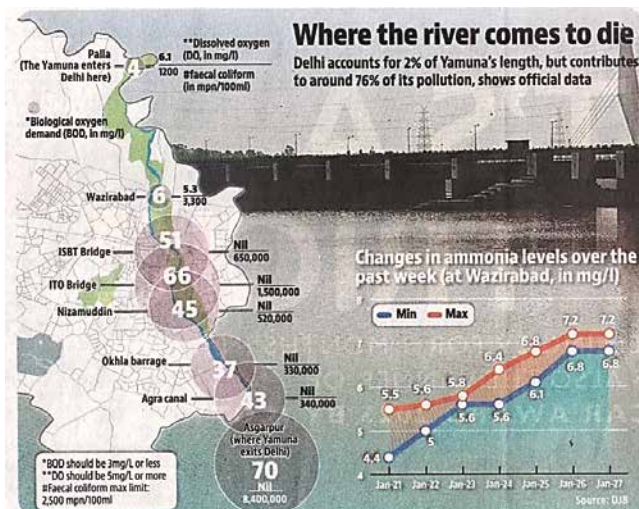 Where the river comes to die
Delhi accounts for 2% of Yamuna's length, but contributes
to around 76% of its pollution, shows official data
Palla
(The Yamuna enters
Delhi here)
4
6.1
1200
**Dissolved oxygen
(DO, in mg/l)
#faecal coliform
(in mpn/100ml)
*Biological oxygen
demand (BOD, in mg/l)
Wazirabad
6
5.3
3,300
ISBT Bridge
51
Nil
650,000
ITO Bridge
66
Nil
1,500,000
Nizamuddin
45
Nil
520,000
Okhla barrage
37
Nil
330,000
Agra canal
43
Nil
340,000
Asgarpur
(where Yamuna
exits Delhi)
70
Nil
8,400,000
*BOD should be 3mg/L or less
**DO should be 5mg/L or more
#Faecal coliform max limit:
2,500 mpn/100ml
Changes in ammonia levels over the
past week (at Wazirabad, in mg/l)
Min Max
8
7
6
5
4
5.5 5.6 5.8 6.4 6.8 7.2 7.2
4.4 5 5.6 5.6 6.1 6.8 6.8
Jan-21 Jan-22 Jan-23 Jan-24 Jan-25 Jan-26 Jan-27
Source: DJB